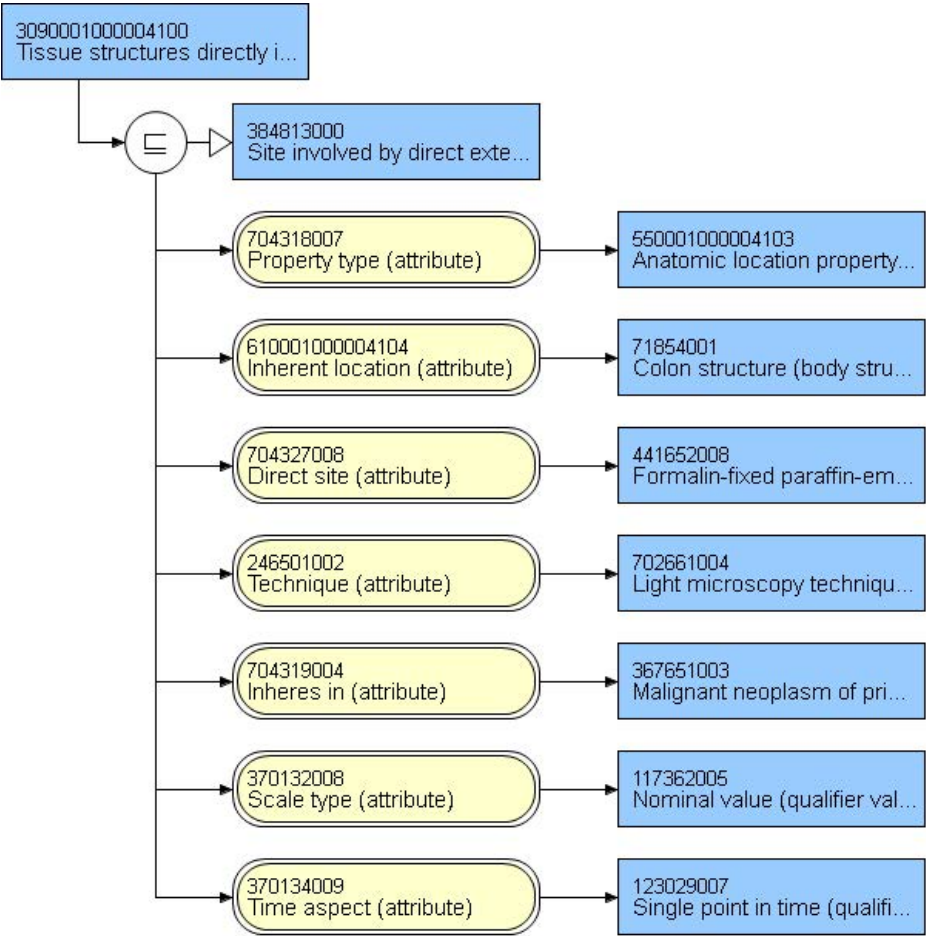 3090001000004100
Tissue structures directly i...
⊑
384813000
Site involved by direct exte...
704318007
Property type (attribute)
550001000004103
Anatomic location property...
610001000004104
Inherent location (attribute)
71854001
Colon structure (body stru...
704327008
Direct site (attribute)
441652008
Formalin-fixed paraffin-em...
246501002
Technique (attribute)
702661004
Light microscopy techniqu...
704319004
Inheres in (attribute)
367651003
Malignant neoplasm of pri...
370132008
Scale type (attribute)
117362005
Nominal value (qualifier val...
370134009
Time aspect (attribute)
123029007
Single point in time (qualifi...